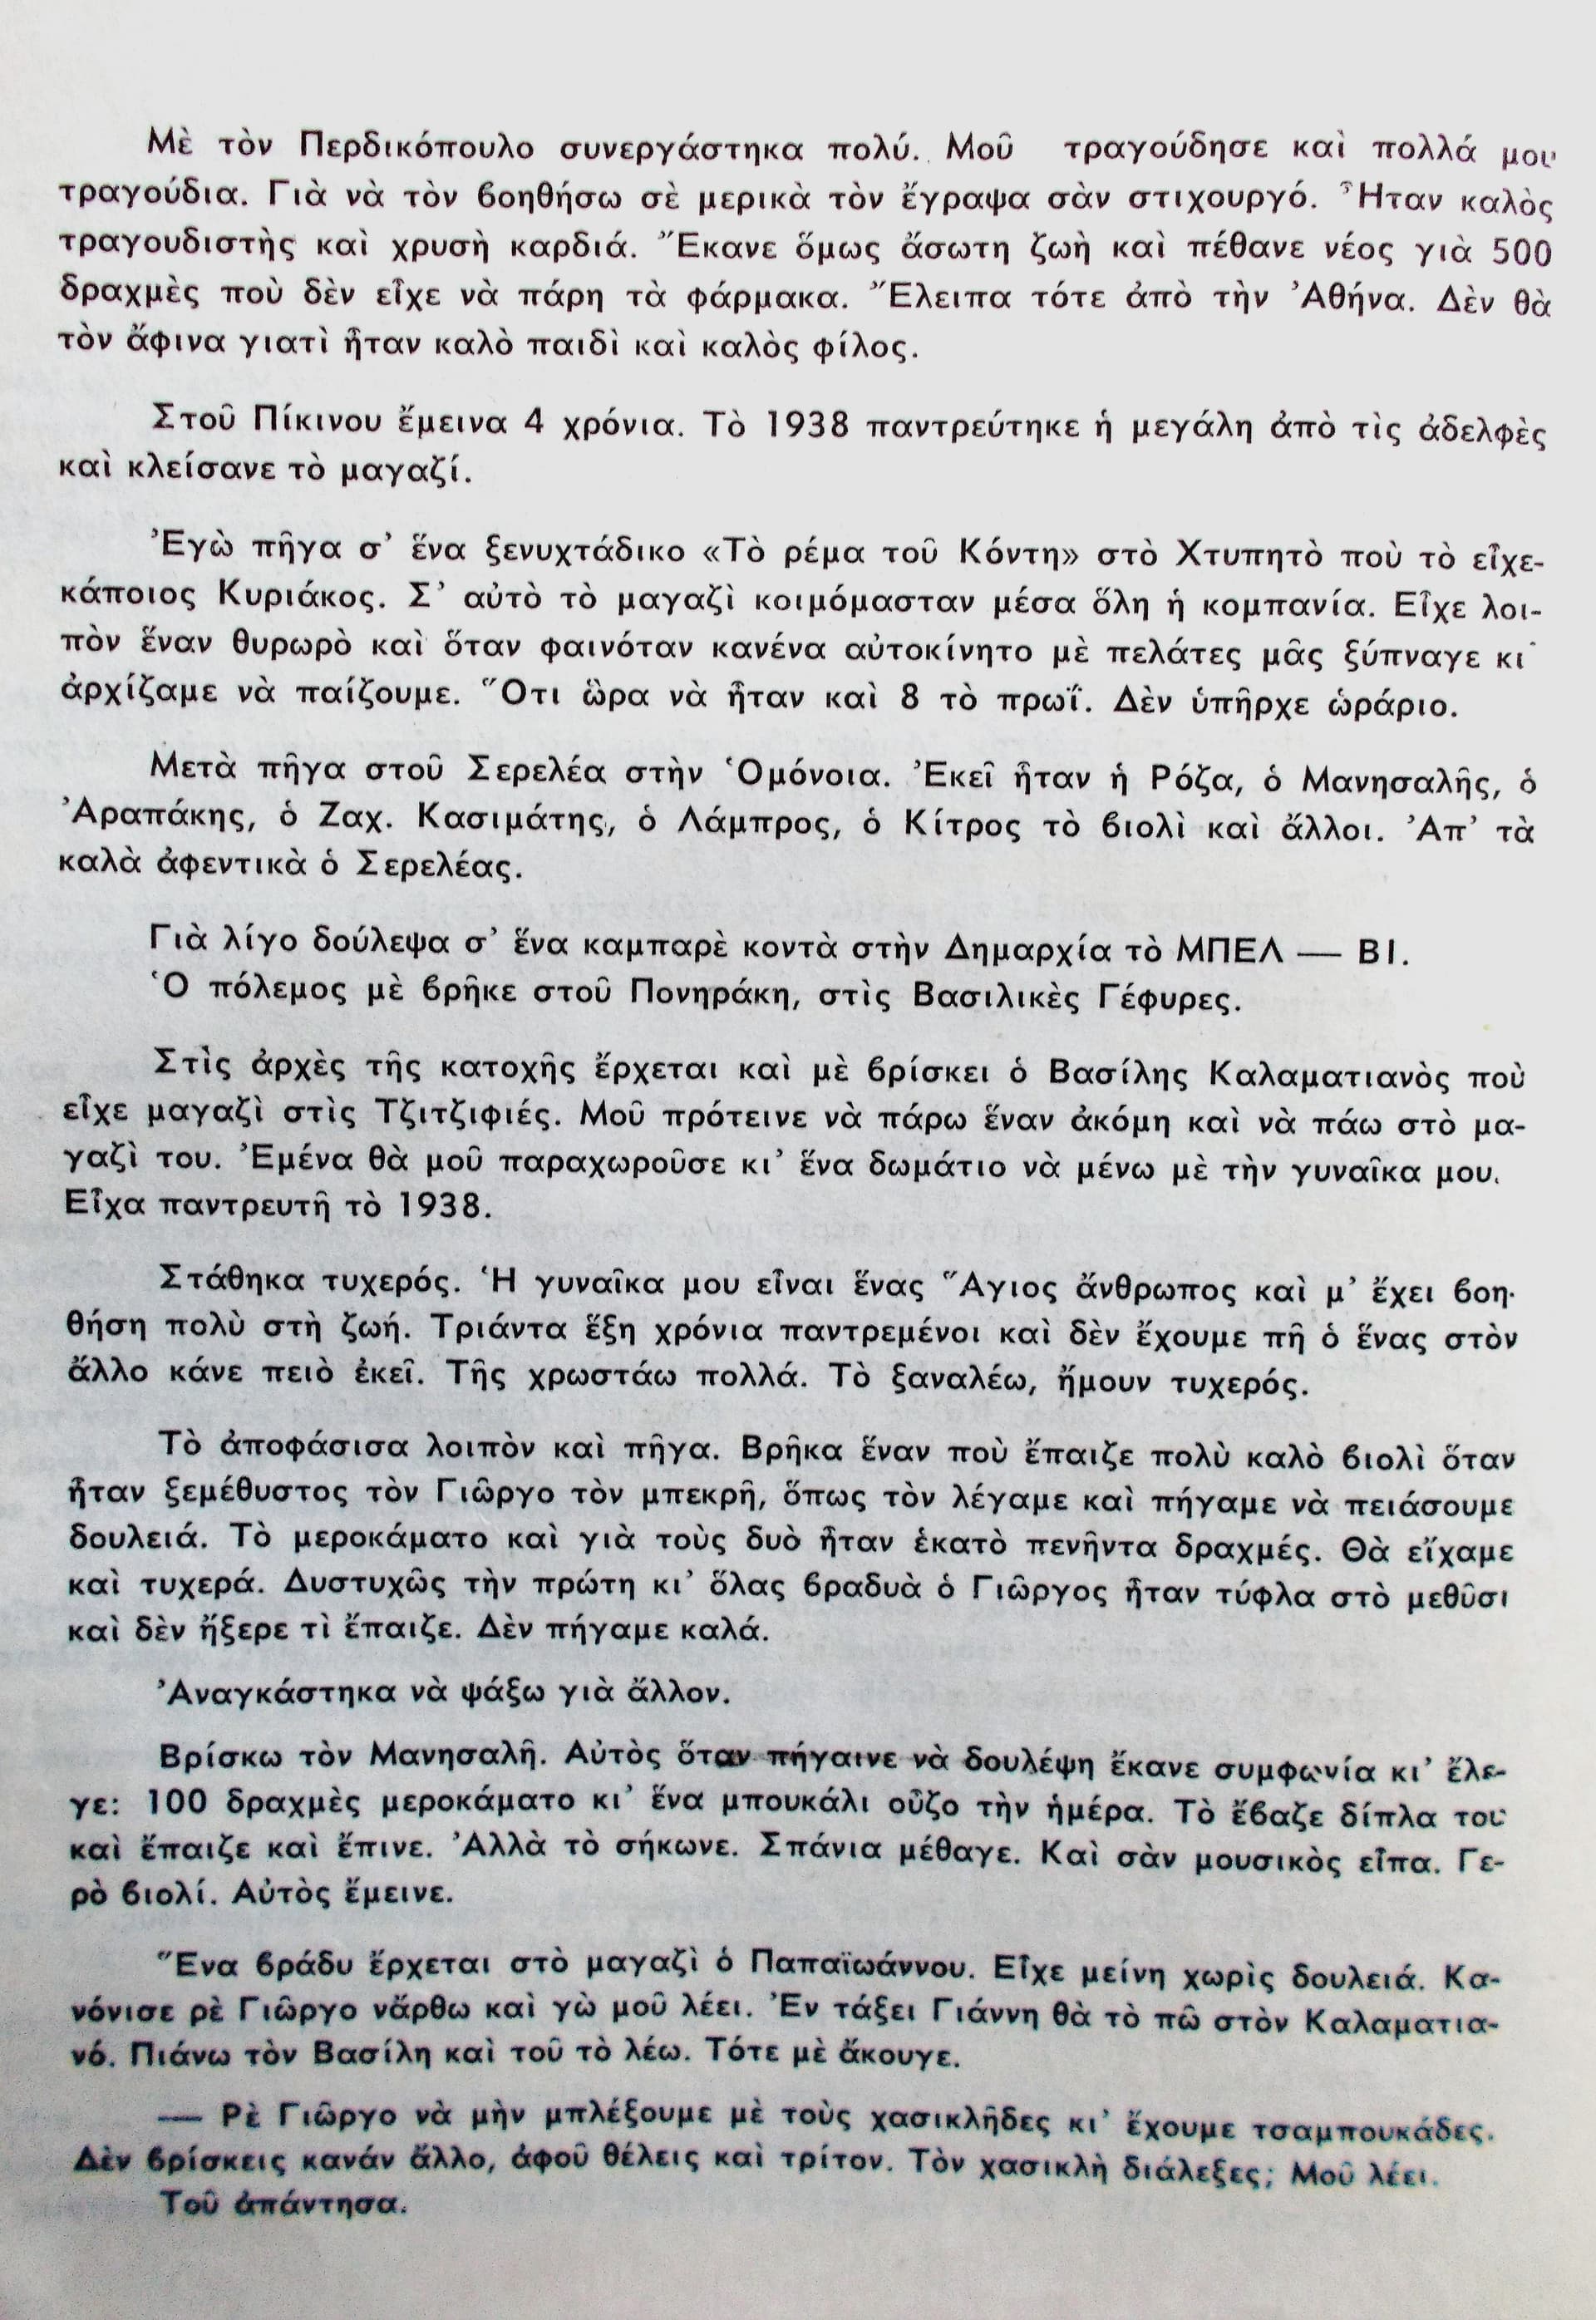 Μὲ τὸν Περδικόπουλο συνεργάστηκα πολύ. Μοῦ τραγούδησε καὶ πολλά μου
τραγούδια. Γιὰ νὰ τὸν βοηθήσω σὲ μερικὰ τὸν ἔγραψα σὰν στιχουργό. Ἦταν καλὸς
τραγουδιστὴς καὶ χρυσὴ καρδιά. Ἔκανε ὅμως ἄσωτη ζωὴ καὶ πέθανε νέος γιὰ 500
δραχμὲς ποὺ δὲν εἶχε νὰ πάρη τὰ φάρμακα. Ἔλειπα τότε ἀπὸ τὴν Ἀθήνα. Δὲν θὰ
τὸν ἄφινα γιατὶ ἦταν καλὸ παιδὶ καὶ καλὸς φίλος.
Στοῦ Πίκινου ἔμεινα 4 χρόνια. Τὸ 1938 παντρεύτηκε ἡ μεγάλη ἀπὸ τὶς ἀδελφὲς
καὶ κλείσανε τὸ μαγαζί.
Ἐγὼ πῆγα σ' ἕνα ξενυχτάδικο «Τὸ ρέμα τοῦ Κόντη» στὸ Χτυπητὸ ποὺ τὸ εἶχε-
κάποιος Κυριάκος. Σ' αὐτὸ τὸ μαγαζὶ κοιμόμασταν μέσα ὅλη ἡ κομπανία. Εἶχε λοι-
πὸν ἕναν θυρωρὸ καὶ ὅταν φαινόταν κανένα αὐτοκίνητο μὲ πελάτες μᾶς ξύπναγε κι'
ἀρχίζαμε νὰ παίζουμε. Ὅτι ὥρα νὰ ἦταν καὶ 8 τὸ πρωΐ. Δὲν ὑπῆρχε ὡράριο.
Μετὰ πῆγα στοῦ Σερελέα στὴν Ὁμόνοια. Ἐκεῖ ἦταν ἡ Ρόζα, ὁ Μανησαλῆς, ὁ
Ἀραπάκης, ὁ Ζαχ. Κασιμάτης, ὁ Λάμπρος, ὁ Κίτρος τὸ βιολὶ καὶ ἄλλοι. Ἀπ' τὰ
καλὰ ἀφεντικὰ ὁ Σερελέας.
Γιὰ λίγο δούλεψα σ' ἕνα καμπαρὲ κοντὰ στὴν Δημαρχία τὸ ΜΠΕΛ — ΒΙ.
Ὁ πόλεμος μὲ βρῆκε στοῦ Πονηράκη, στὶς Βασιλικὲς Γέφυρες.
Στὶς ἀρχὲς τῆς κατοχῆς ἔρχεται καὶ μὲ βρίσκει ὁ Βασίλης Καλαματιανὸς ποὺ
εἶχε μαγαζὶ στὶς Τζιτζιφιές. Μοῦ πρότεινε νὰ πάρω ἕναν ἀκόμη καὶ νὰ πάω στὸ μα-
γαζὶ του. Ἐμένα θὰ μοῦ παραχωροῦσε κι' ἕνα δωμάτιο νὰ μένω μὲ τὴν γυναῖκα μου.
Εἶχα παντρευτῆ τὸ 1938.
Στάθηκα τυχερός. Ἡ γυναῖκα μου εἶναι ἕνας Ἅγιος ἄνθρωπος καὶ μ' ἔχει βοη-
θήση πολὺ στὴ ζωή. Τριάντα ἕξη χρόνια παντρεμένοι καὶ δὲν ἔχουμε πῆ ὁ ἕνας στὸν
ἄλλο κάνε πειὸ ἐκεῖ. Τῆς χρωστάω πολλά. Τὸ ξαναλέω, ἤμουν τυχερός.
Τὸ ἀποφάσισα λοιπὸν καὶ πῆγα. Βρῆκα ἕναν ποὺ ἔπαιζε πολὺ καλὸ βιολὶ ὅταν
ἦταν ξεμέθυστος τὸν Γιῶργο τὸν μπεκρῆ, ὅπως τὸν λέγαμε καὶ πήγαμε νὰ πειάσουμε
δουλειά. Τὸ μεροκάματο καὶ γιὰ τοὺς δυὸ ἦταν ἑκατὸ πενῆντα δραχμές. Θὰ εἴχαμε
καὶ τυχερά. Δυστυχῶς τὴν πρώτη κι' ὅλας βραδυὰ ὁ Γιῶργος ἦταν τύφλα στὸ μεθῦσι
καὶ δὲν ἤξερε τὶ ἔπαιζε. Δὲν πήγαμε καλά.
Ἀναγκάστηκα νὰ ψάξω γιὰ ἄλλον.
Βρίσκω τὸν Μανησαλῆ. Αὐτὸς ὅταν πήγαινε νὰ δουλέψη ἔκανε συμφωνία κι' ἔλε-
γε: 100 δραχμὲς μεροκάματο κι' ἕνα μπουκάλι οὖζο τὴν ἡμέρα. Τὸ ἔβαζε δίπλα του
καὶ ἔπαιζε καὶ ἔπινε. Ἀλλὰ τὸ σήκωνε. Σπάνια μέθαγε. Καὶ σὰν μουσικὸς εἶπα. Γε-
ρὸ βιολί. Αὐτὸς ἔμεινε.
Ἕνα βράδυ ἔρχεται στὸ μαγαζὶ ὁ Παπαϊωάννου. Εἶχε μείνη χωρὶς δουλειά. Κα-
νόνισε ρὲ Γιῶργο νἄρθω καὶ γὼ μοῦ λέει. Ἐν τάξει Γιάννη θὰ τὸ πῶ στὸν Καλαματια-
νό. Πιάνω τὸν Βασίλη καὶ τοῦ τὸ λέω. Τότε μὲ ἄκουγε.
— Ρὲ Γιῶργο νὰ μὴν μπλέξουμε μὲ τοὺς χασικλῆδες κι' ἔχουμε τσαμπουκάδες.
Δὲν βρίσκεις κανάν ἄλλο, ἀφοῦ θέλεις καὶ τρίτον. Τὸν χασικλὴ διάλεξες; Μοῦ λέει.
Τοῦ ἀπάντησα.